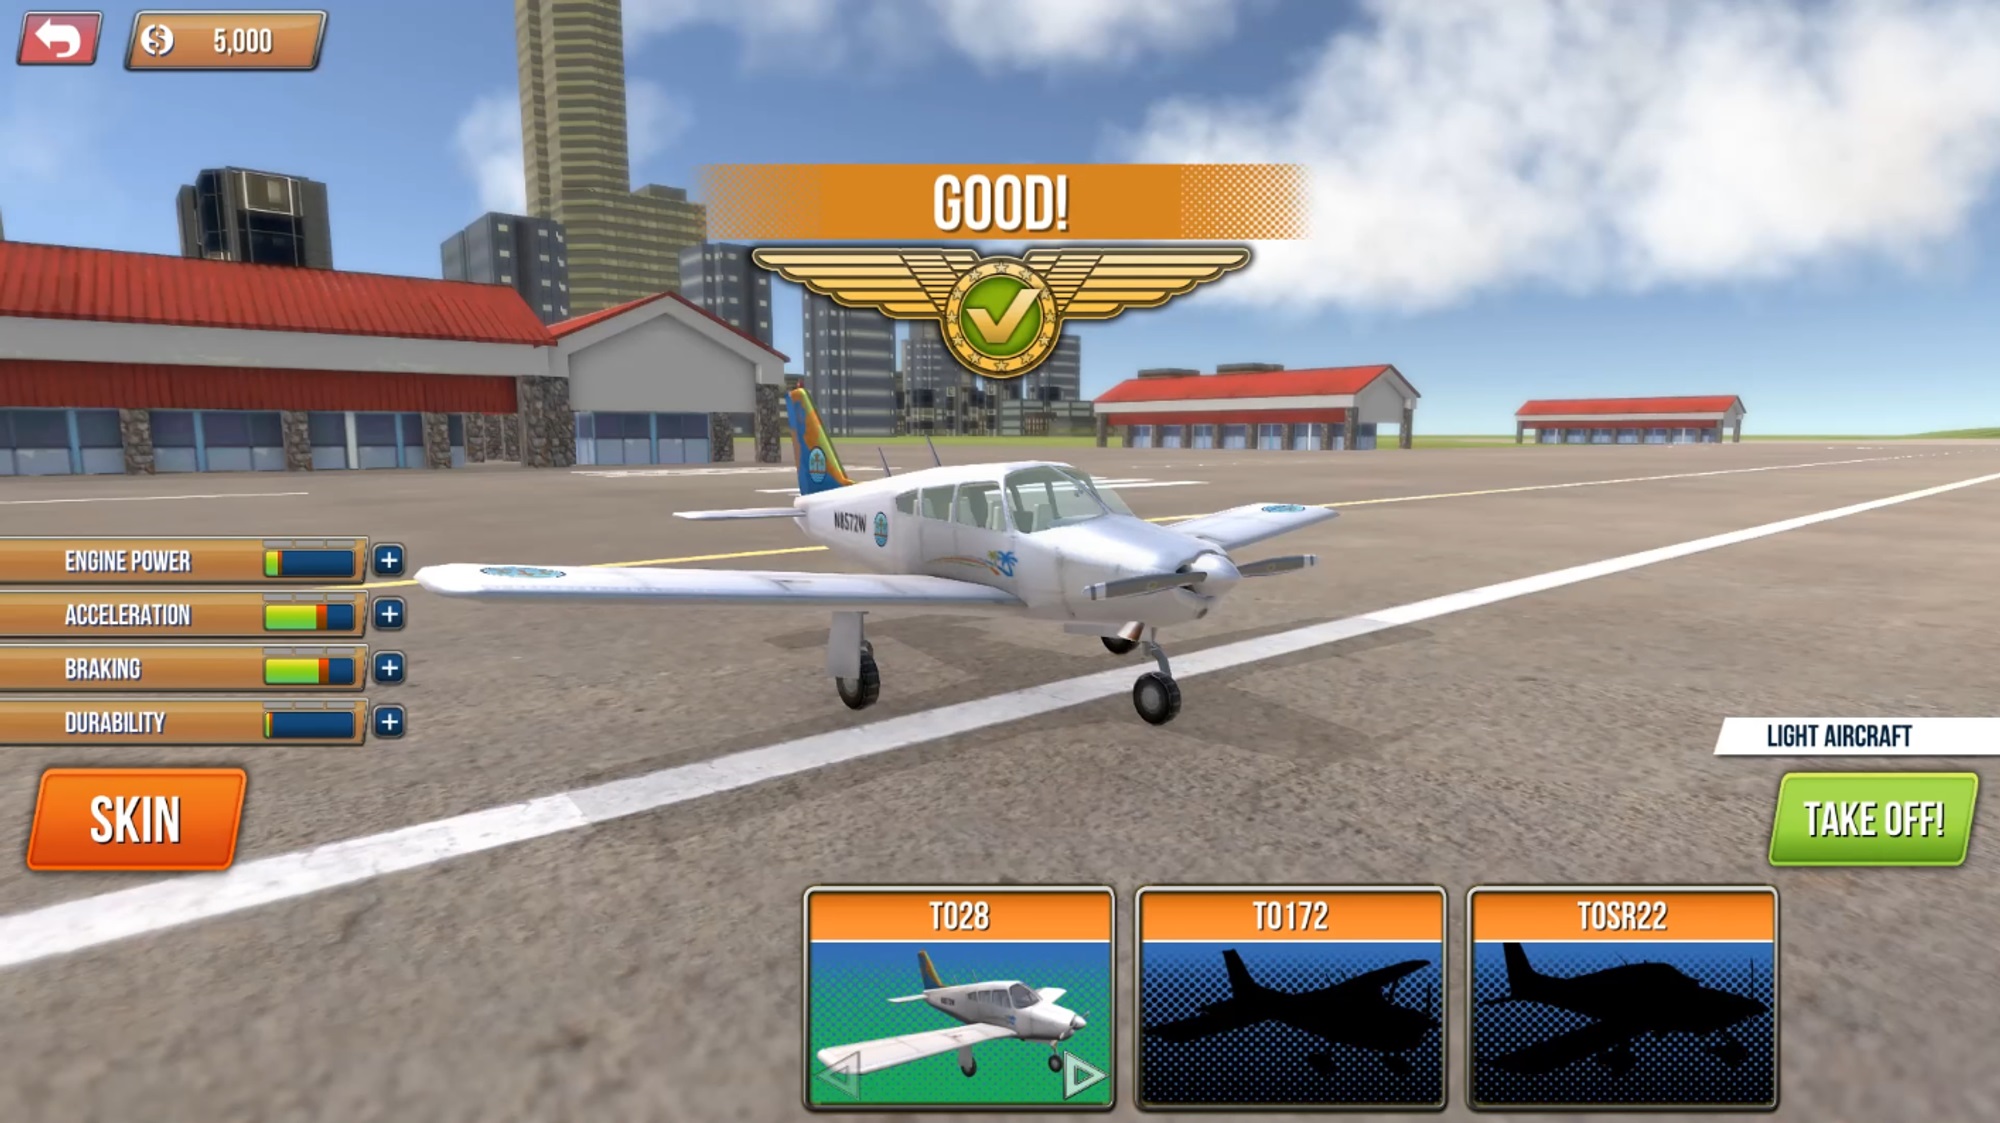 5,000
GOOD!
N8572W
ENGINE POWER
ACCELERATION
BRAKING
DURABILITY
SKIN
LIGHT AIRCRAFT
TAKE OFF!
TO28
TO172
TOSR22